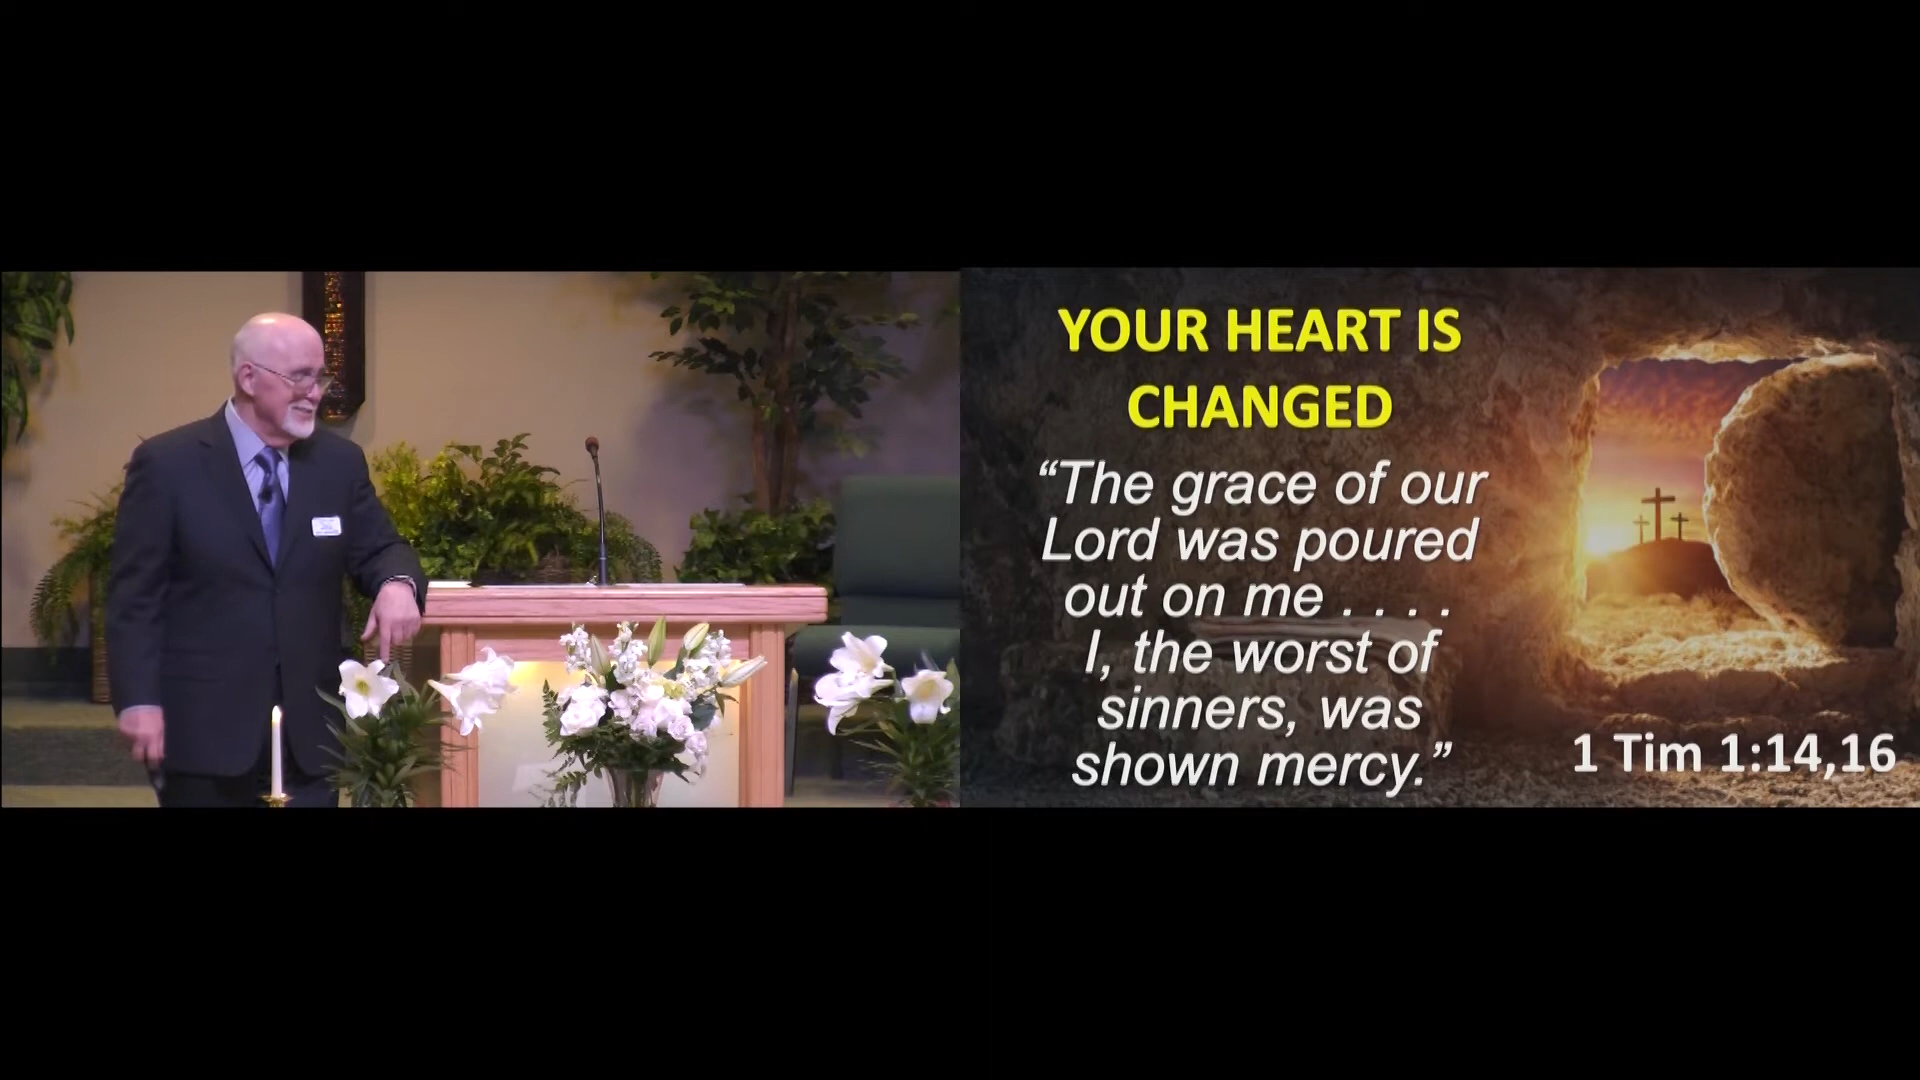 YOUR HEART IS
CHANGED
“The grace of our
Lord was poured
out on me . . . .
I, the worst of
sinners, was
shown mercy.”
1 Tim 1:14,16